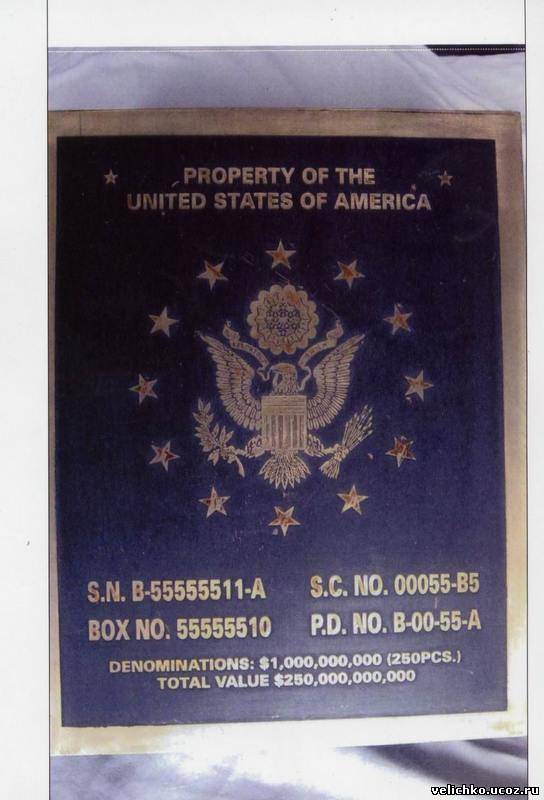 PROPERTY OF THE
UNITED STATES OF AMERICA
S.N. B-55555511-A
S.C. NO. 00055-B5
BOX NO. 55555510
P.D. NO. B-00-55-A
DENOMINATIONS: $1,000,000,000 (250PCS.)
TOTAL VALUE $250,000,000,000
velichko.ucoz.ru